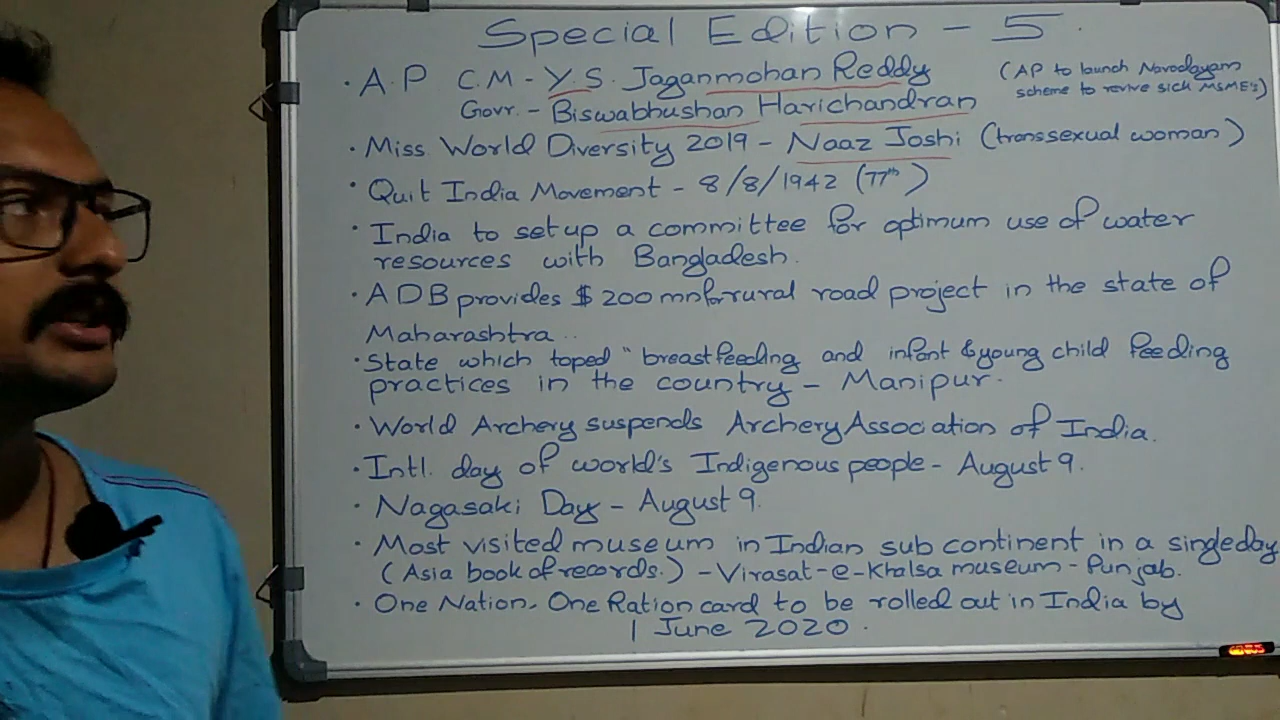 Special Edition - 5.
· A.P C.M - Y.S. Jaganmohan Reddy (AP to launch Navodayam
scheme to revive sick MSME's)
Govr. - Biswabhushan Harichandran
· Miss World Diversity 2019 - Naaz Joshi (transsexual woman)
· Quit India Movement - 8/8/1942 (77th)
· India to setup a committee for optimum use of water
resources with Bangladesh.
· ADB provides $ 200 mn for rural road project in the state of
Maharashtra..
· State which toped "breastfeeding and infant & young child feeding
practices in the country - Manipur.
· World Archery suspends Archery Association of India.
· Intl. day of world's Indigenous people - August 9.
· Nagasaki Day - August 9.
· Most visited museum in Indian sub continent in a single day
(Asia book of records.) - Virasat-e-Khalsa museum - Punjab.
· One Nation, One Ration card to be rolled out in India by
1 June 2020.